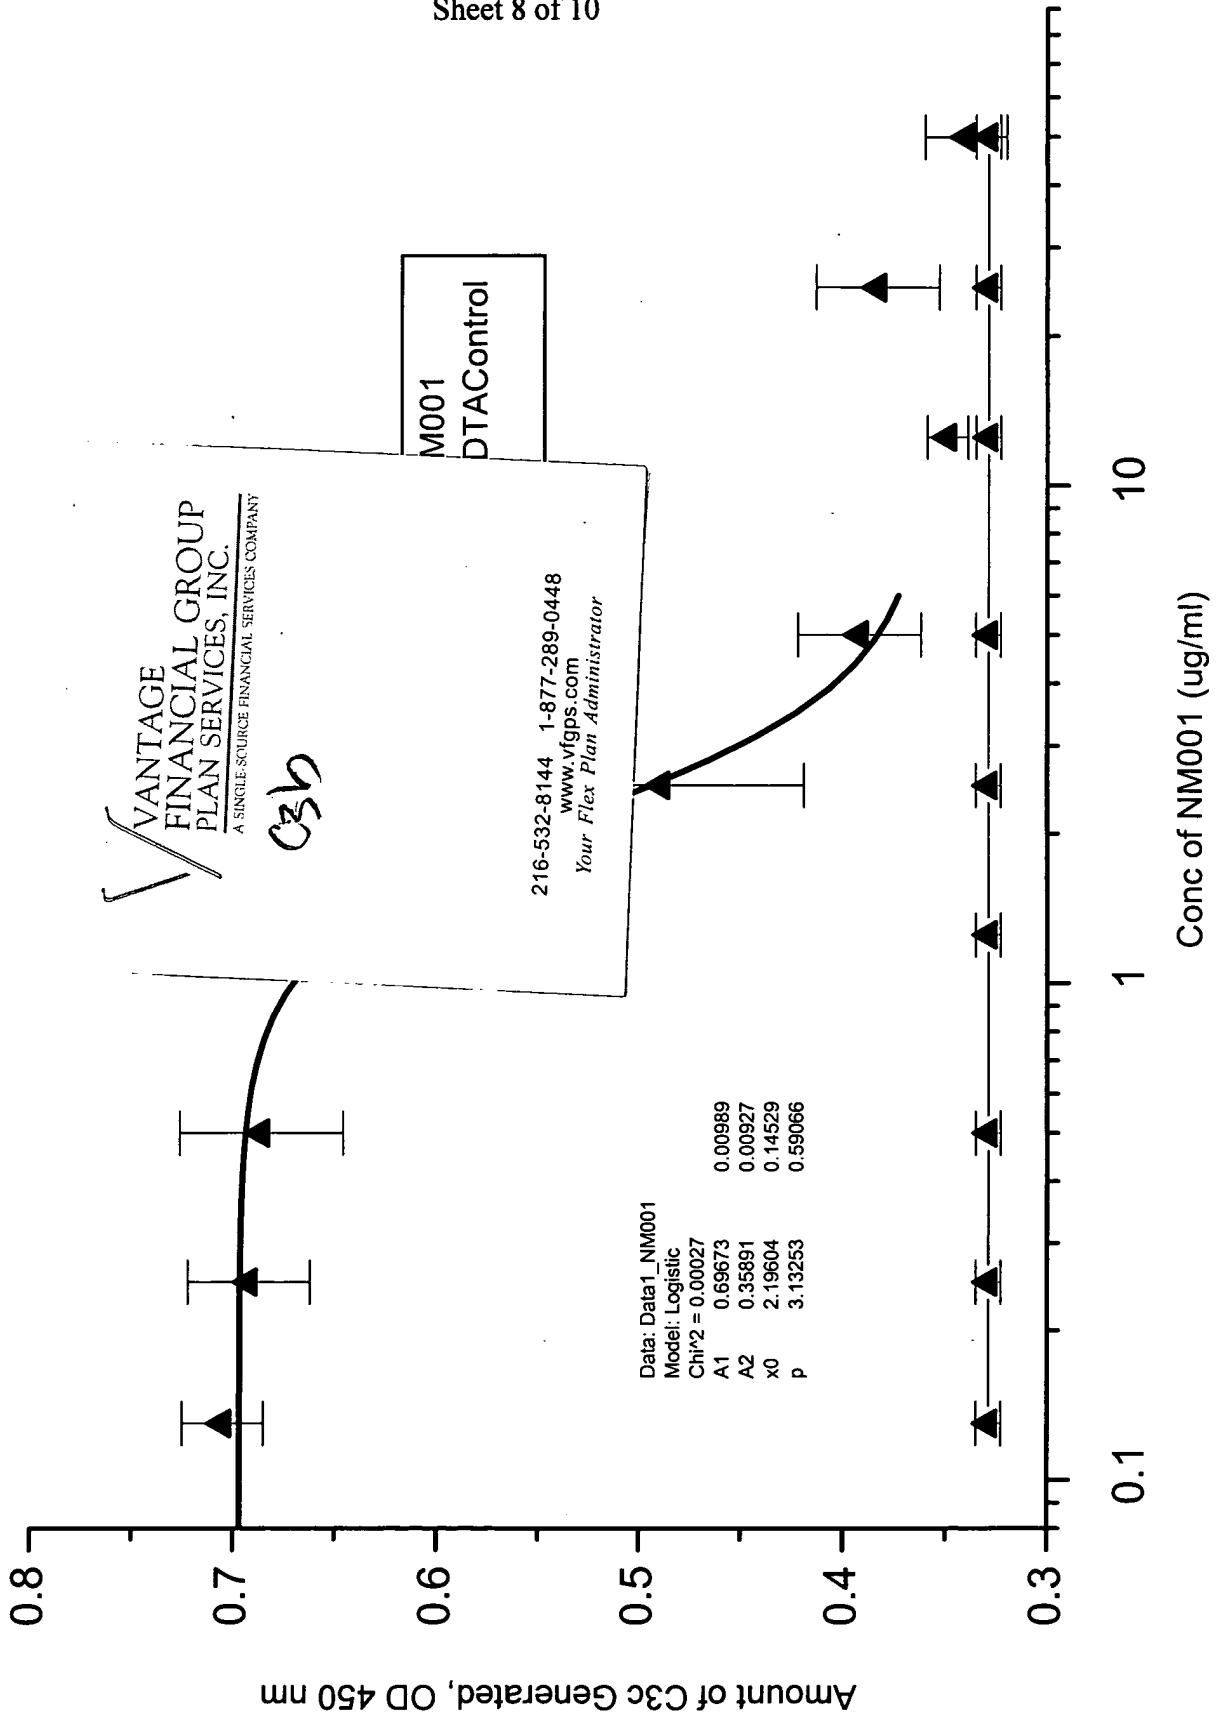 Sheet 8 of 10
VANTAGE
FINANCIAL GROUP
PLAN SERVICES, INC.
A SINGLE-SOURCE FINANCIAL SERVICES COMPANY
C3b
216-532-8144 1-877-289-0448
www.vfgps.com
Your Flex Plan Administrator
M001
DTAControl
Data: Data1_NM001
Model: Logistic
Chi^2 = 0.00027
A1 0.69673 0.00989
A2 0.35891 0.00927
x0 2.19604 0.14529
p 3.13253 0.59066
Amount of C3c Generated, OD 450 nm
0.8
0.7
0.6
0.5
0.4
0.3
0.1
1
10
Conc of NM001 (ug/ml)